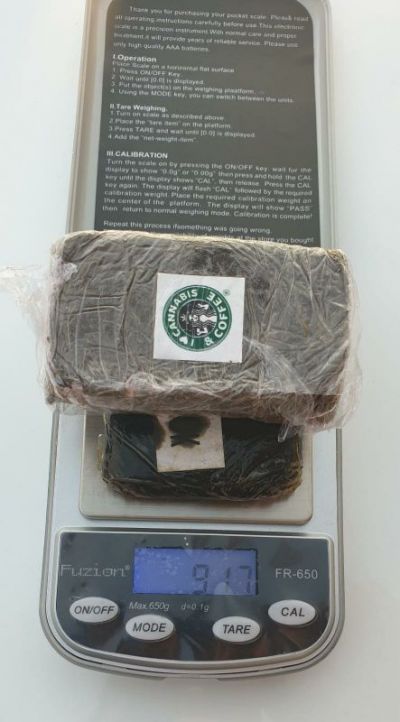 Thank you for purchasing your pocket scale. Please read
all operating instructions carefully before use.This electronic
scale is a precision instrument.With normal care and proper
treatment,it will provide years of reliable service. Please use
only high quality AAA batteries.
I.Operation
Place Scale on a horizontal flat surface
1. Press ON/OFF Key.
2. Wait until [0.0] is displayed.
3. Put the object(s) on the weighing plaatform.
4. Using the MODE key, you can switch between the units.
II.Tare Weighing.
1.Turn on scale as described above.
2.Place the "tare item" on the platform.
3.Press TARE and wait until [0.0] is displayed
4.Add the "net-weight-item".
III.CALIBRATION
Turn the scale on by pressing the ON/OFF key; wait for the
display to show "0.0g" or "0.00g" then press and hold the CAL
key until the display shows "CAL", then release. Press the CAL
key again. The display will flash "CAL" followed by the required
calibration weight. Place the required calibration weight on
the center of the platform. The display will show "PASS"
then return to normal weighing mode. Calibration is complete!
Repeat this process ifsomething was going wrong.
at the store you bought
I ♥ CANNABIS
& COFFEE
Fuzion®
FR-650
ON/OFF
Max.650g d=0.1g
MODE
TARE
CAL